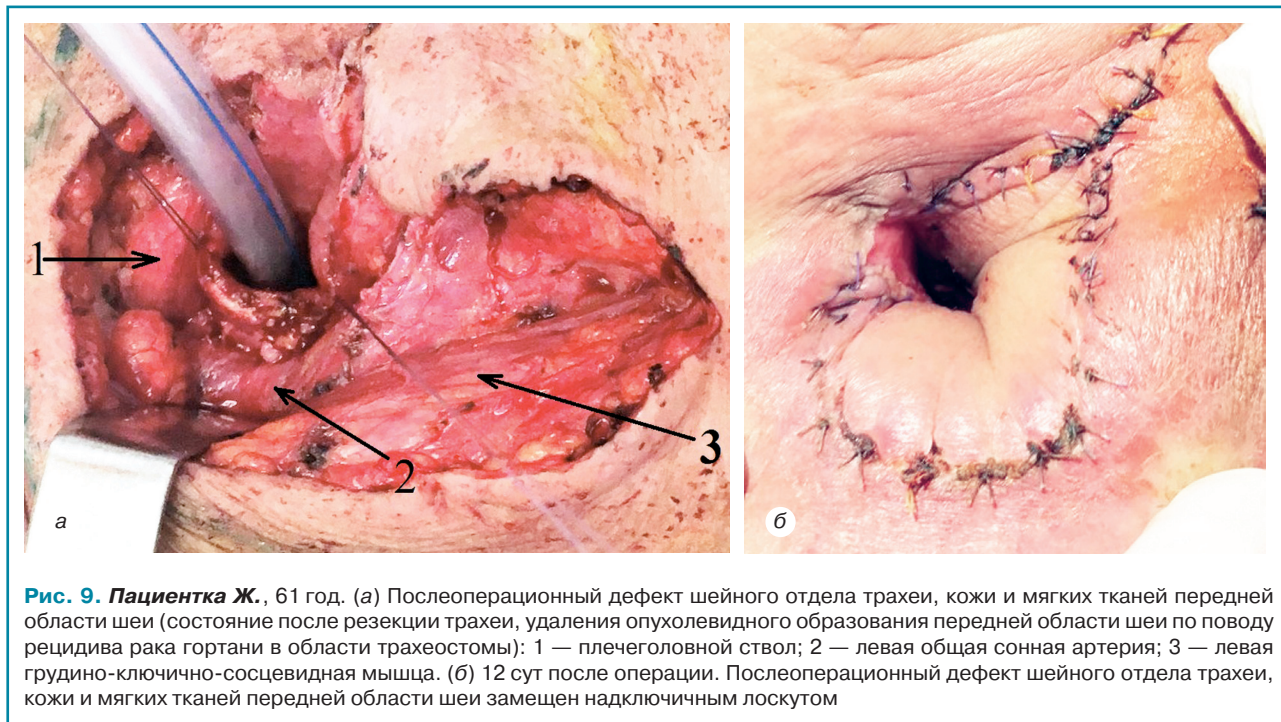 1
2
3
а
б
Рис. 9. Пациентка Ж., 61 год. (а) Послеоперационный дефект шейного отдела трахеи, кожи и мягких тканей передней
области шеи (состояние после резекции трахеи, удаления опухолевидного образования передней области шеи по поводу
рецидива рака гортани в области трахеостомы): 1 — плечеголовной ствол; 2 — левая общая сонная артерия; 3 — левая
грудино-ключично-сосцевидная мышца. (б) 12 сут после операции. Послеоперационный дефект шейного отдела трахеи,
кожи и мягких тканей передней области шеи замещен надключичным лоскутом